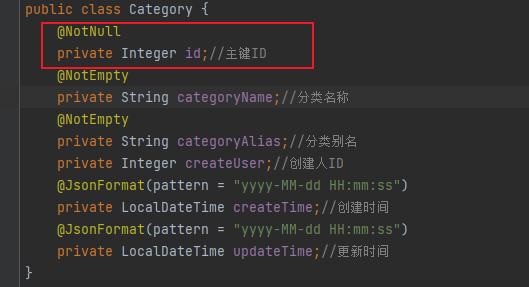 public class Category {
@NotNull
private Integer id;//主键ID
@NotEmpty
private String categoryName;//分类名称
@NotEmpty
private String categoryAlias;//分类别名
private Integer createUser;//创建人ID
@JsonFormat(pattern = "yyyy-MM-dd HH:mm:ss")
private LocalDateTime createTime;//创建时间
@JsonFormat(pattern = "yyyy-MM-dd HH:mm:ss")
private LocalDateTime updateTime;//更新时间
}